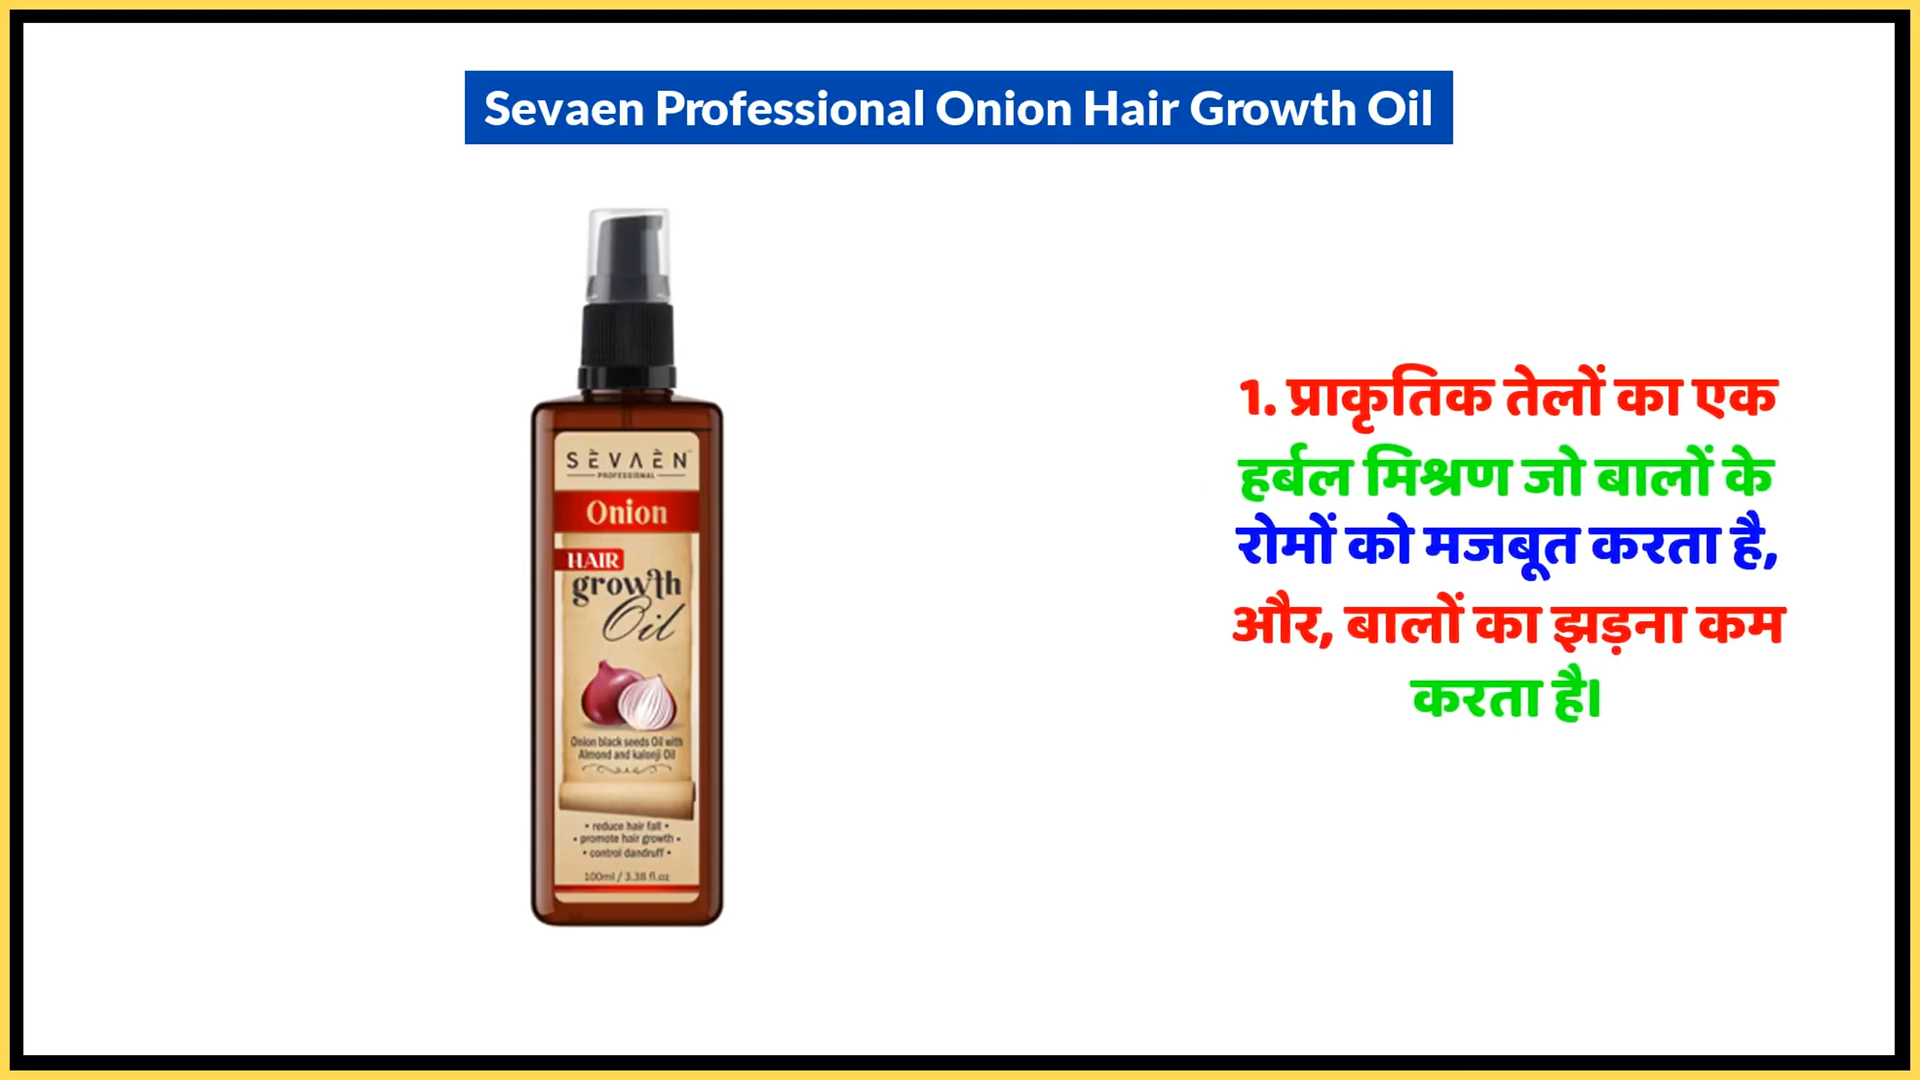 Sevaen Professional Onion Hair Growth Oil
SĒVAĒN
PROFESSIONAL
Onion
HAIR
growth
Oil
Onion black seeds Oil with
Almond and kalonji Oil
• reduce hair fall •
• promote hair growth •
• control dandruff •
100ml / 3.38 fl.oz
1. प्राकृतिक तेलों का एक
हर्बल मिश्रण जो बालों के
रोमों को मजबूत करता है,
और, बालों का झड़ना कम
करता है।